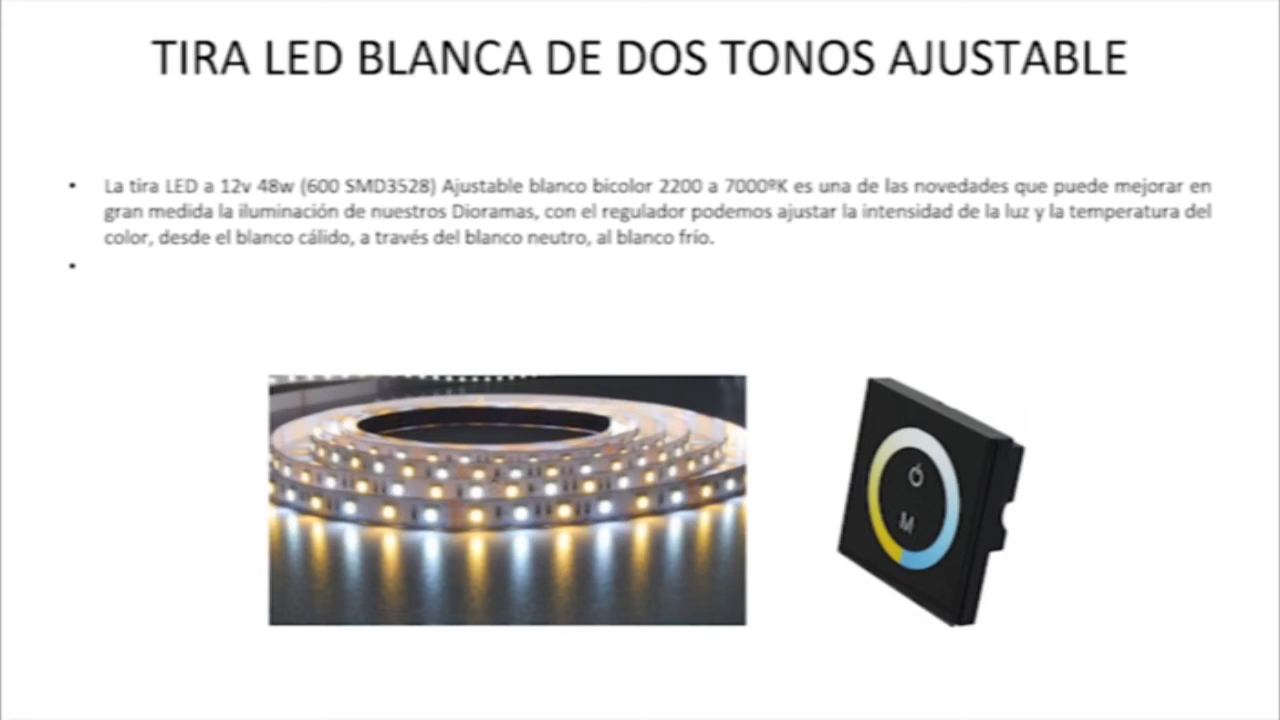 TIRA LED BLANCA DE DOS TONOS AJUSTABLE
• La tira LED a 12v 48w (600 SMD3528) Ajustable blanco bicolor 2200 a 7000ºK es una de las novedades que puede mejorar en
gran medida la iluminación de nuestros Dioramas, con el regulador podemos ajustar la intensidad de la luz y la temperatura del
color, desde el blanco cálido, a través del blanco neutro, al blanco frío.
•
M